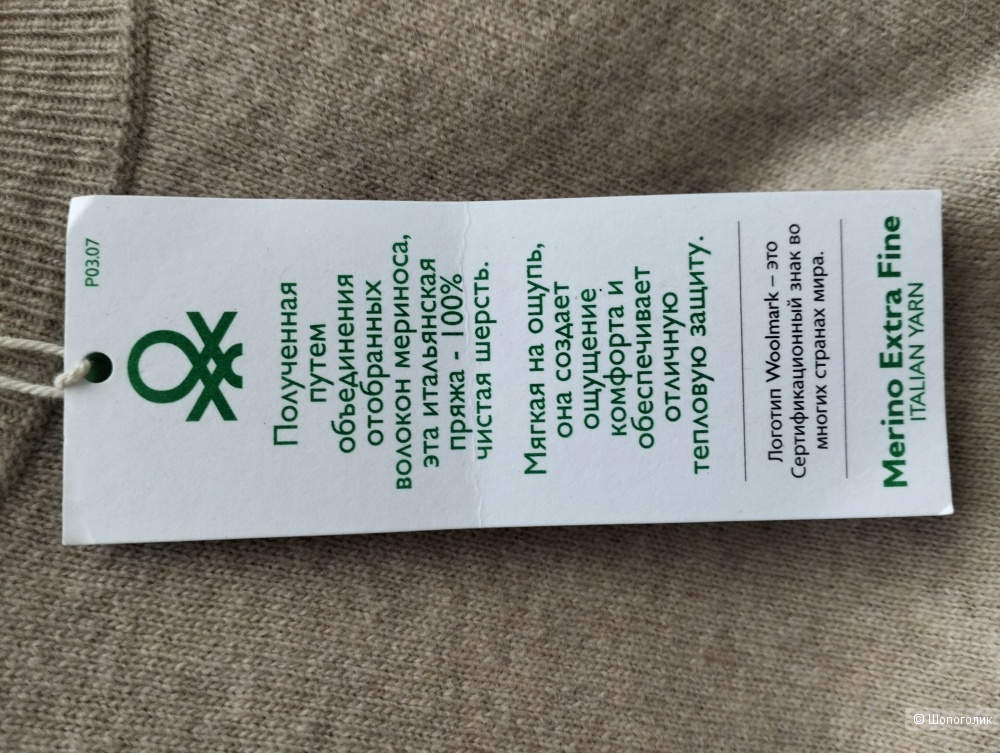 P03.07
Полученная
путем
объединения
отобранных
волокон мериноса,
эта итальянская
пряжа - 100%
чистая шерсть.
Мягкая на ощупь,
она создает
ощущение
комфорта и
обеспечивает
отличную
тепловую защиту.
Логотип Woolmark – это
Сертификационный знак во
многих странах мира.
Merino Extra Fine
ITALIAN YARN
© Шопоголик